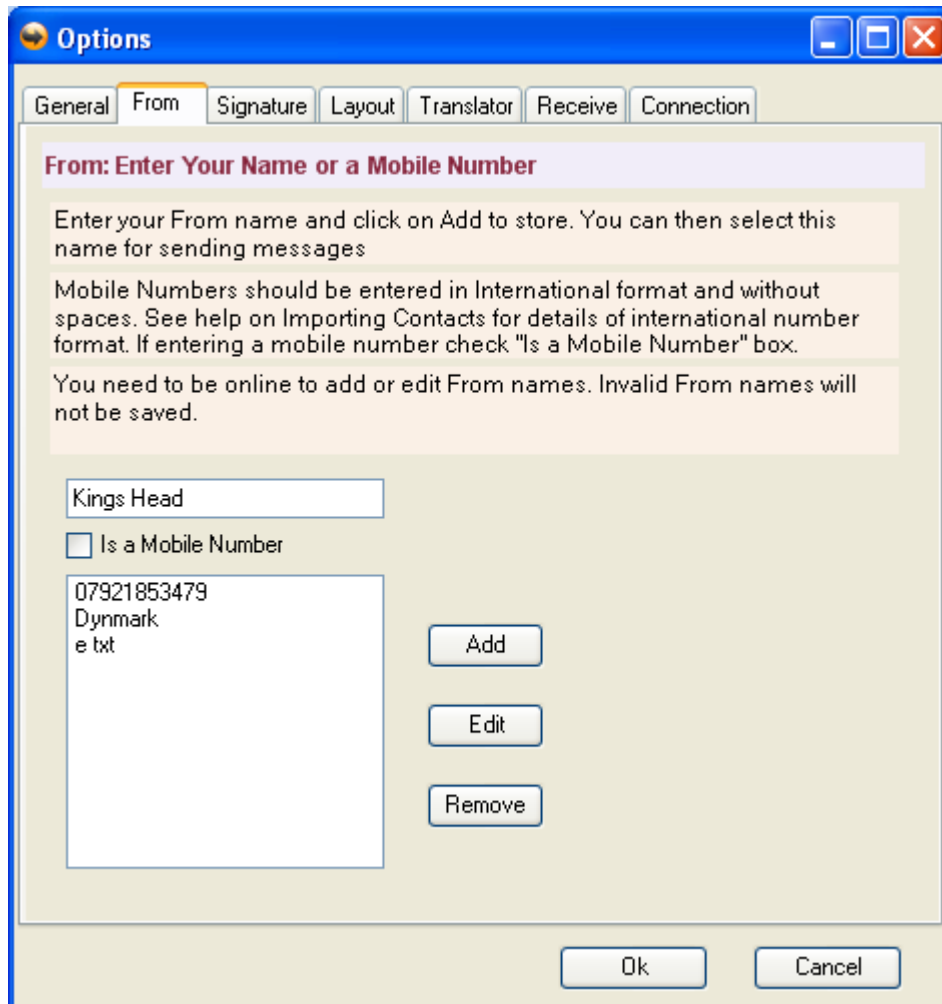 Options
General From Signature Layout Translator Receive Connection
From: Enter Your Name or a Mobile Number
Enter your From name and click on Add to store. You can then select this
name for sending messages
Mobile Numbers should be entered in International format and without
spaces. See help on Importing Contacts for details of international number
format. If entering a mobile number check "Is a Mobile Number" box.
You need to be online to add or edit From names. Invalid From names will
not be saved.
Kings Head
Is a Mobile Number
07921853479
Dynmark
e txt
Add
Edit
Remove
Ok Cancel